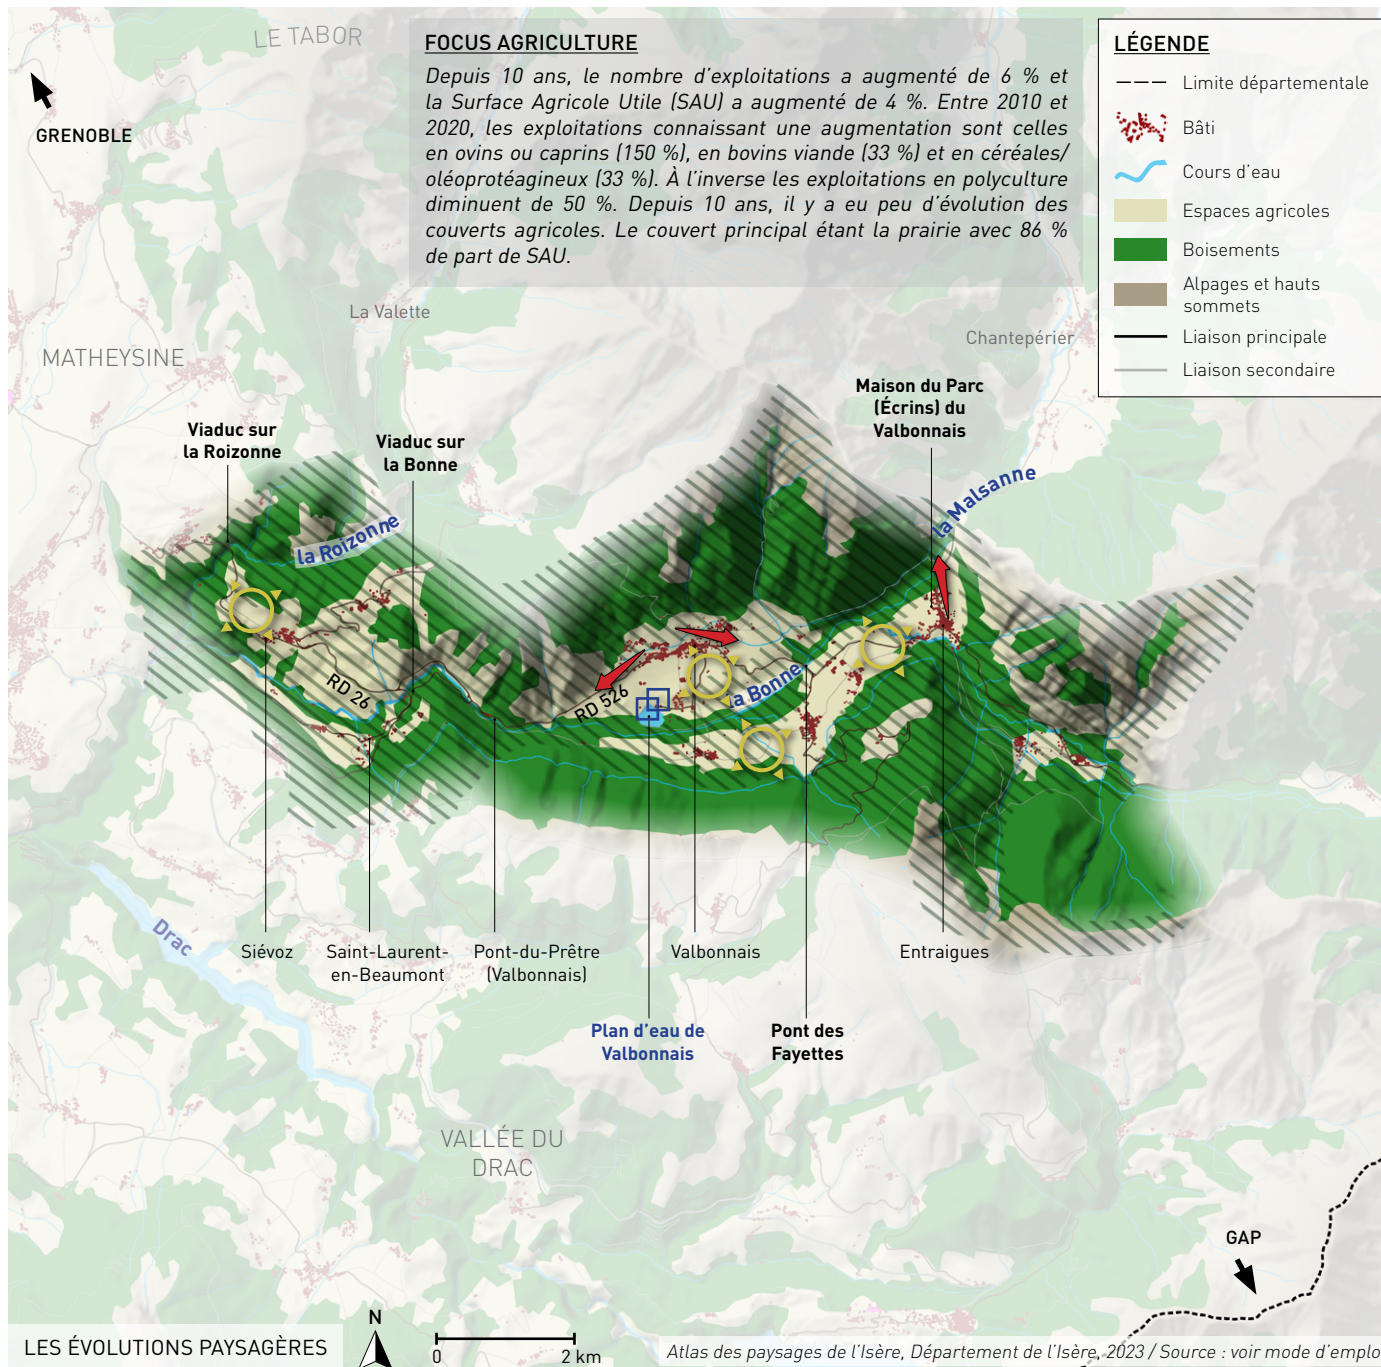 LE TABOR
GRENOBLE
FOCUS AGRICULTURE
Depuis 10 ans, le nombre d’exploitations a augmenté de 6 % et
la Surface Agricole Utile (SAU) a augmenté de 4 %. Entre 2010 et
2020, les exploitations connaissant une augmentation sont celles
en ovins ou caprins (150 %), en bovins viande (33 %) et en céréales/
oléoprotéagineux (33 %). À l’inverse les exploitations en polyculture
diminuent de 50 %. Depuis 10 ans, il y a eu peu d’évolution des
couverts agricoles. Le couvert principal étant la prairie avec 86 %
de part de SAU.
LÉGENDE
Limite départementale
Bâti
Cours d’eau
Espaces agricoles
Boisements
Alpages et hauts
sommets
Liaison principale
Liaison secondaire
La Valette
Chantepérier
MATHEYSINE
Maison du Parc
(Écrins) du
Valbonnais
Viaduc sur
la Roizonne
Viaduc sur
la Bonne
la Malsanne
la Roizonne
RD 26
RD 526
la Bonne
Drac
Siévoz
Saint-Laurent-
en-Beaumont
Pont-du-Prêtre
(Valbonnais)
Valbonnais
Entraigues
Plan d’eau de
Valbonnais
Pont des
Fayettes
VALLÉE DU
DRAC
GAP
LES ÉVOLUTIONS PAYSAGÈRES
N
0
2 km
Atlas des paysages de l’Isère, Département de l’Isère, 2023 / Source : voir mode d’emplo